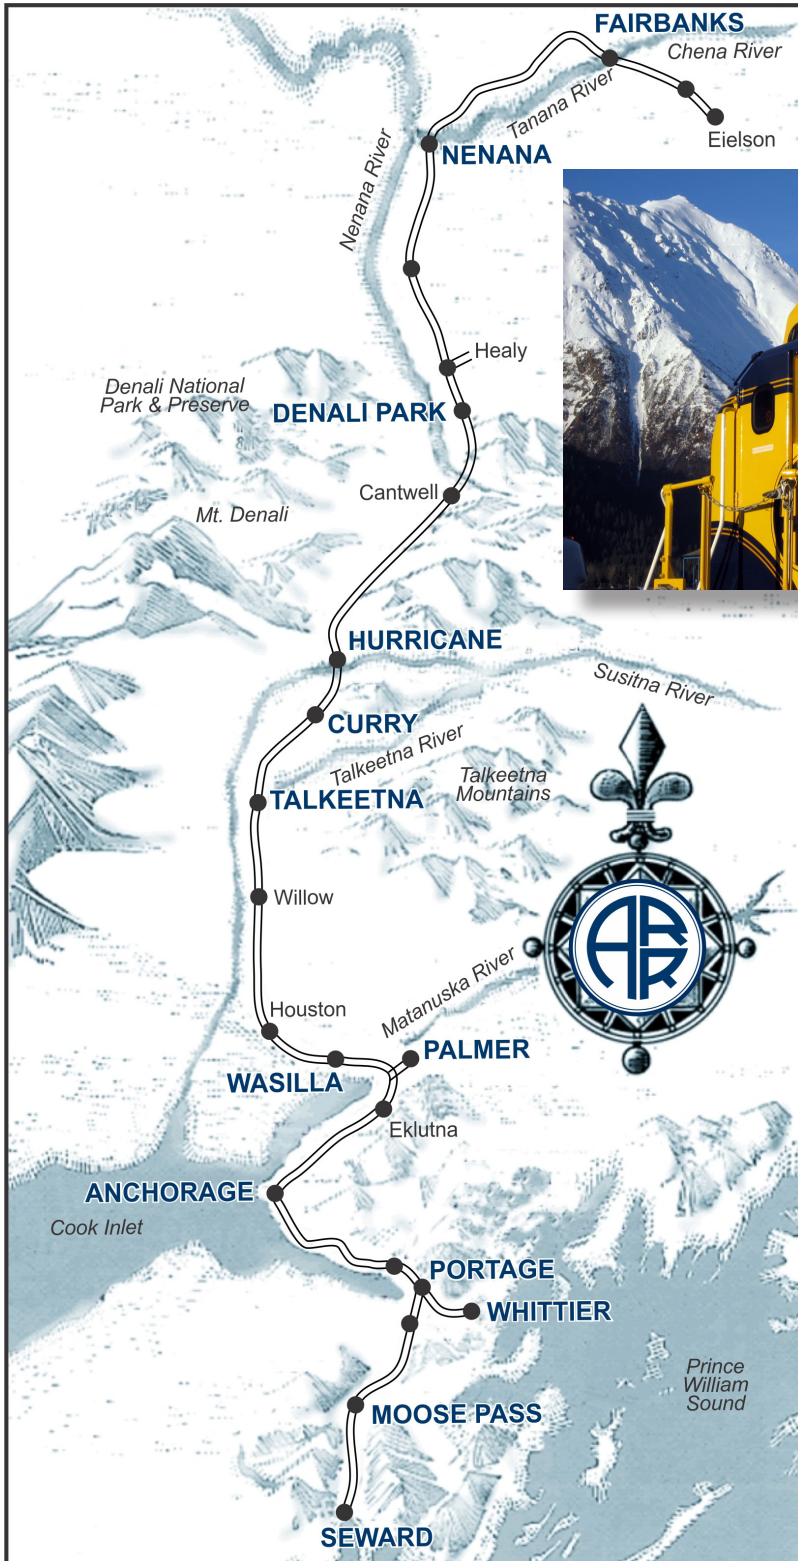 FAIRBANKS
Chena River
Tanana River
Eielson
NENANA
Nenana River
Healy
Denali National
Park & Preserve
DENALI PARK
Cantwell
Mt. Denali
HURRICANE
Susitna River
CURRY
Talkeetna River
Talkeetna
Mountains
TALKEETNA
Willow
ARR
Matanuska River
Houston
PALMER
WASILLA
Eklutna
ANCHORAGE
Cook Inlet
PORTAGE
WHITTIER
Prince
William
Sound
MOOSE PASS
SEWARD